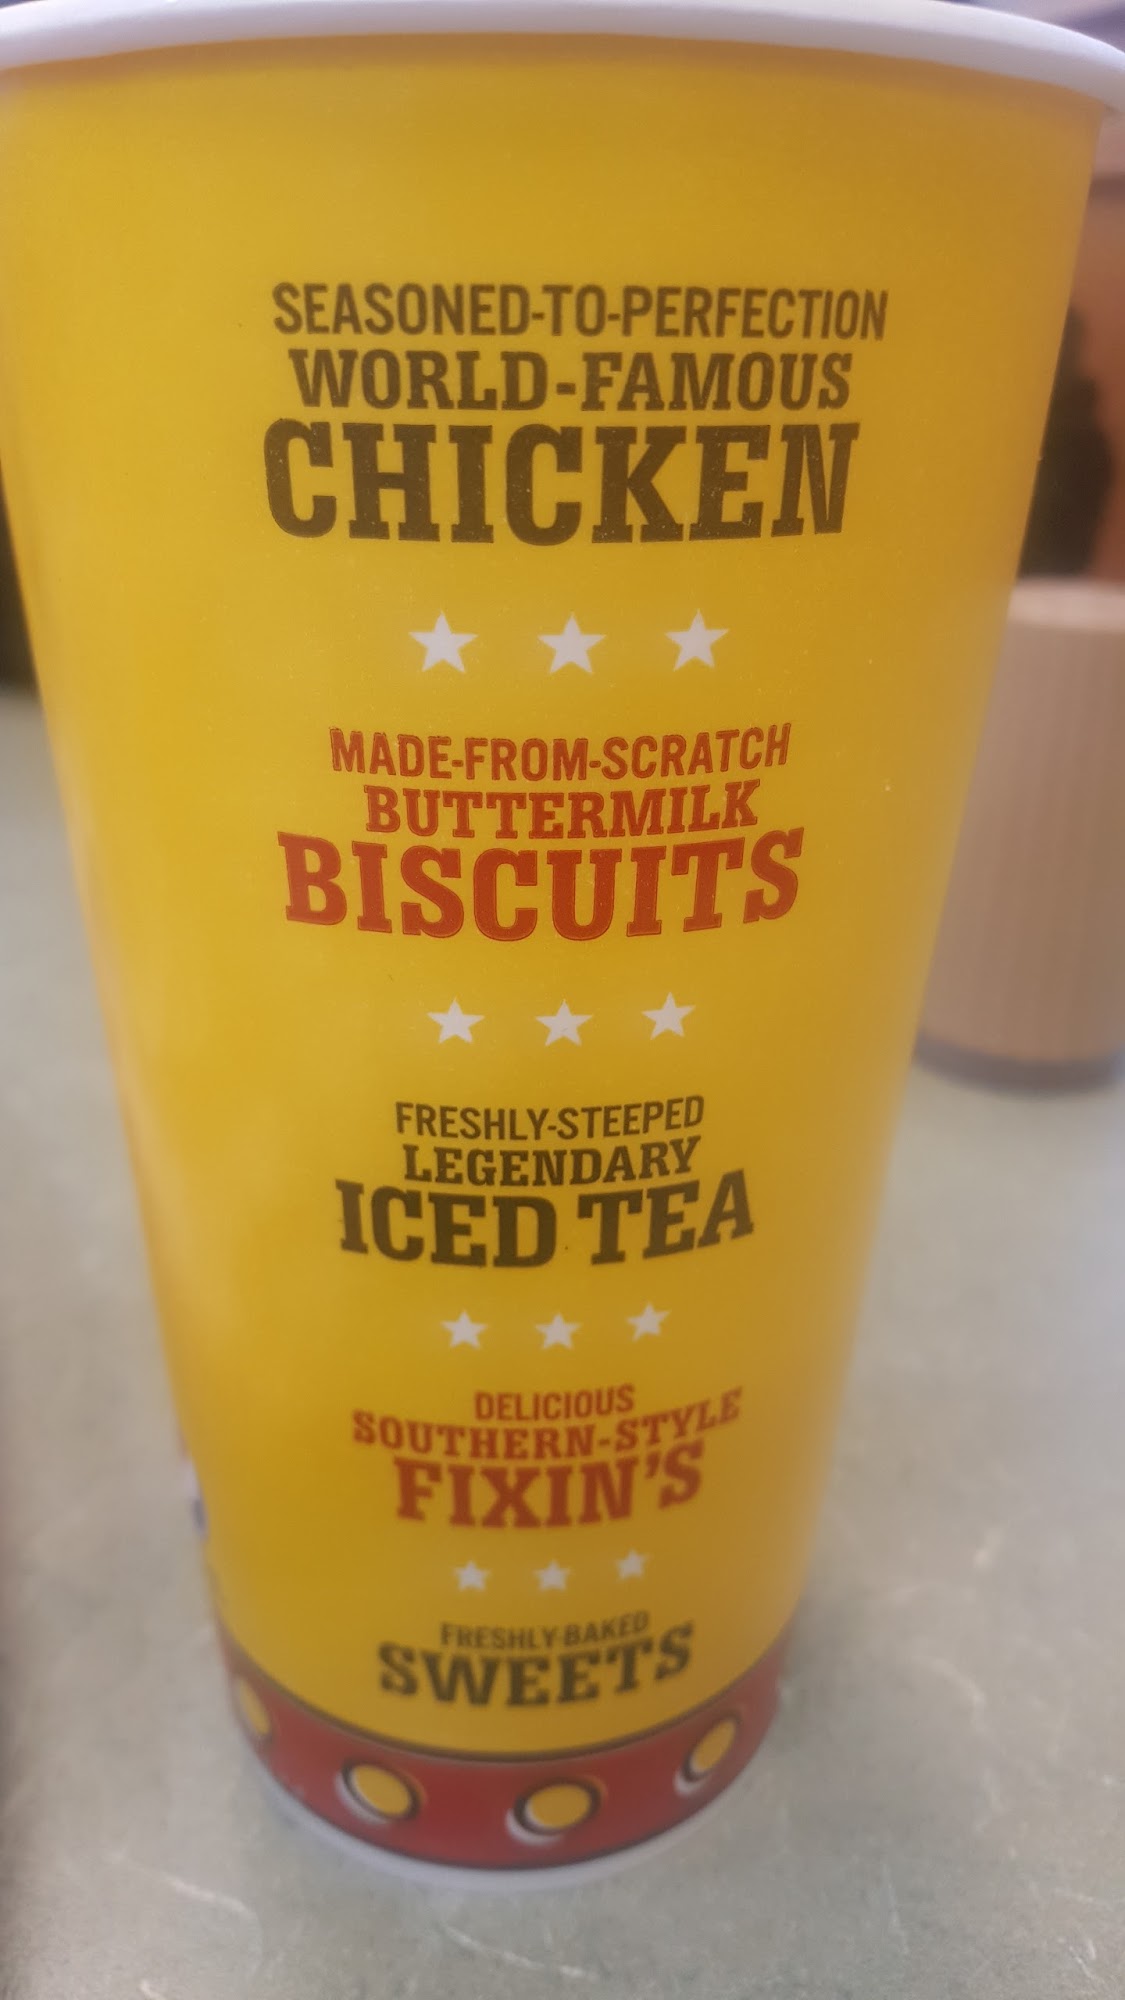 SEASONED-TO-PERFECTION
WORLD-FAMOUS
CHICKEN
MADE-FROM-SCRATCH
BUTTERMILK
BISCUITS
FRESHLY-STEEPED
LEGENDARY
ICED TEA
DELICIOUS
SOUTHERN-STYLE
FIXIN'S
FRESHLY-BAKED
SWEETS